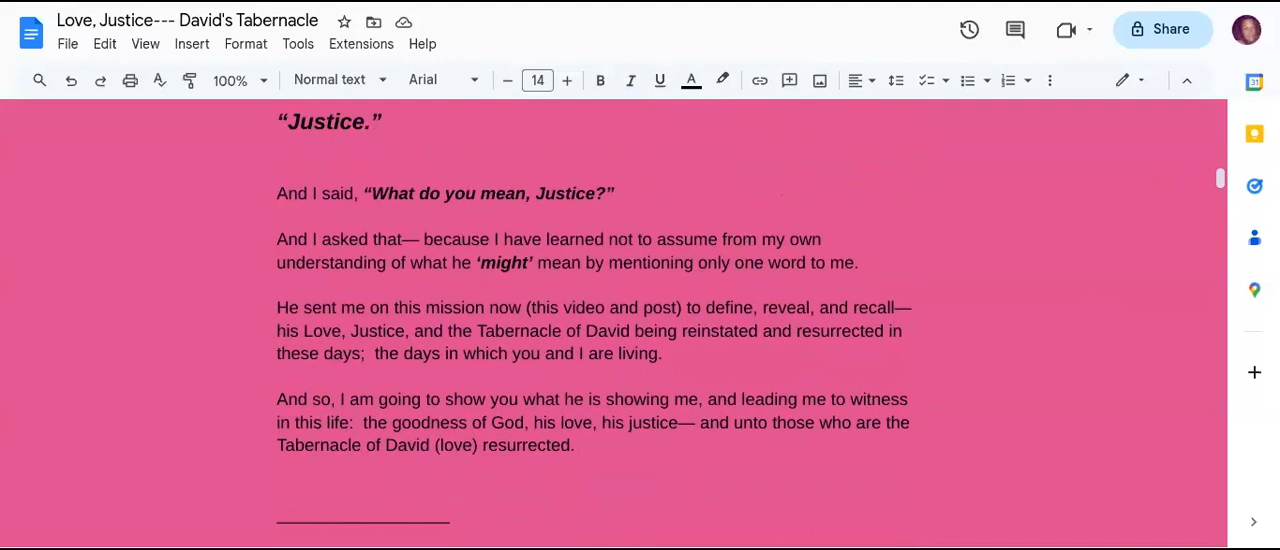 Love, Justice--- David's Tabernacle
File Edit View Insert Format Tools Extensions Help
Share
100% Normal text Arial 14
“Justice.”
And I said, “What do you mean, Justice?”
And I asked that— because I have learned not to assume from my own
understanding of what he ‘might’ mean by mentioning only one word to me.
He sent me on this mission now (this video and post) to define, reveal, and recall—
his Love, Justice, and the Tabernacle of David being reinstated and resurrected in
these days;  the days in which you and I are living.
And so, I am going to show you what he is showing me, and leading me to witness
in this life:  the goodness of God, his love, his justice— and unto those who are the
Tabernacle of David (love) resurrected.